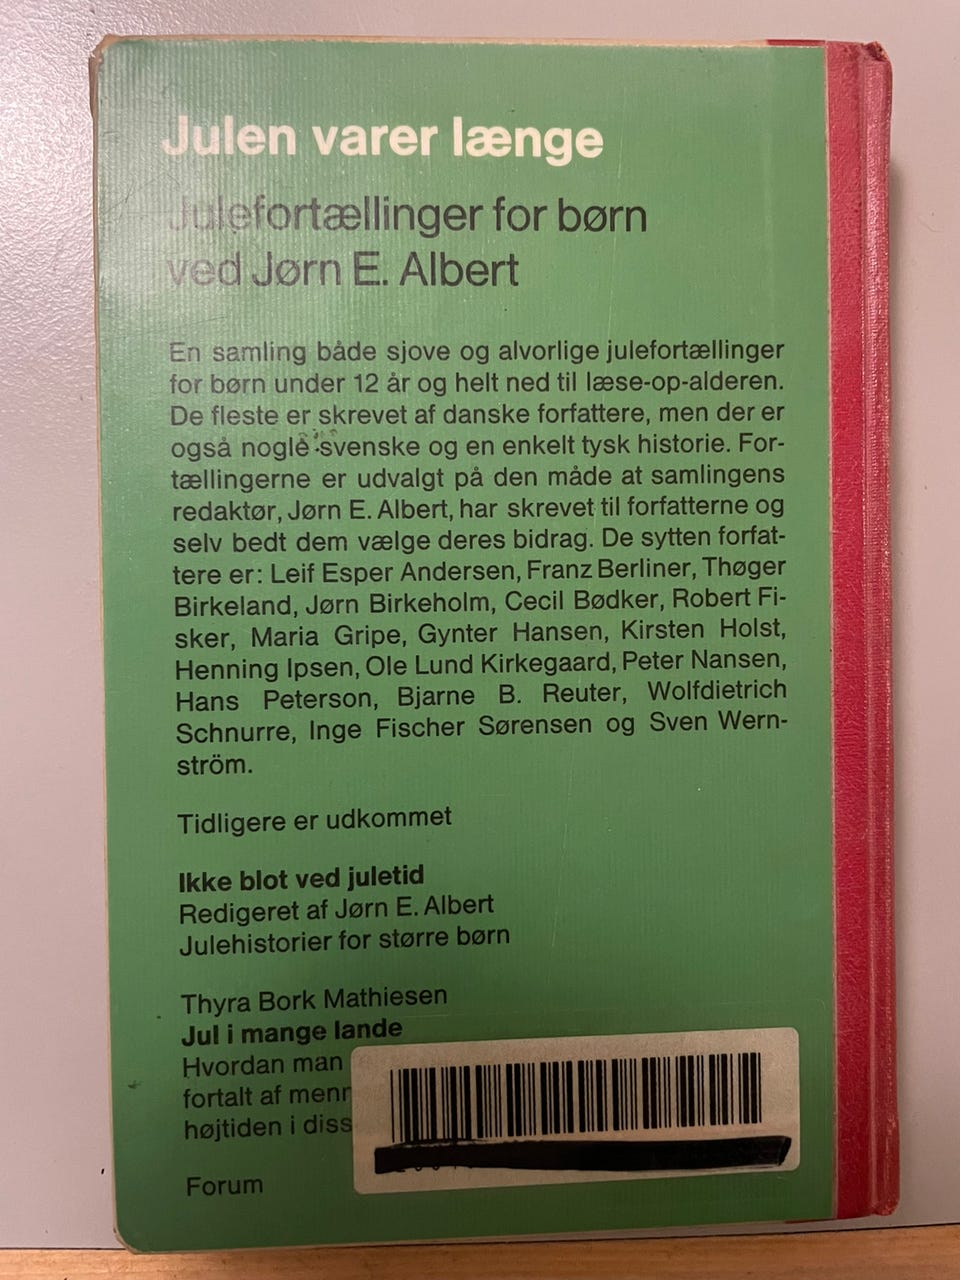 Julen varer længe
Julefortællinger for børn
ved Jørn E. Albert
En samling både sjove og alvorlige julefortællinger
for børn under 12 år og helt ned til læse-op-alderen.
De fleste er skrevet af danske forfattere, men der er
også nogle svenske og en enkelt tysk historie. For-
tællingerne er udvalgt på den måde at samlingens
redaktør, Jørn E. Albert, har skrevet til forfatterne og
selv bedt dem vælge deres bidrag. De sytten forfat-
tere er: Leif Esper Andersen, Franz Berliner, Thøger
Birkeland, Jørn Birkeholm, Cecil Bødker, Robert Fi-
sker, Maria Gripe, Gynter Hansen, Kirsten Holst,
Henning Ipsen, Ole Lund Kirkegaard, Peter Nansen,
Hans Peterson, Bjarne B. Reuter, Wolfdietrich
Schnurre, Inge Fischer Sørensen og Sven Wern-
ström.
Tidligere er udkommet
Ikke blot ved juletid
Redigeret af Jørn E. Albert
Julehistorier for større børn
Thyra Bork Mathiesen
Jul i mange lande
Hvordan man
fortalt af
højtiden i
Forum